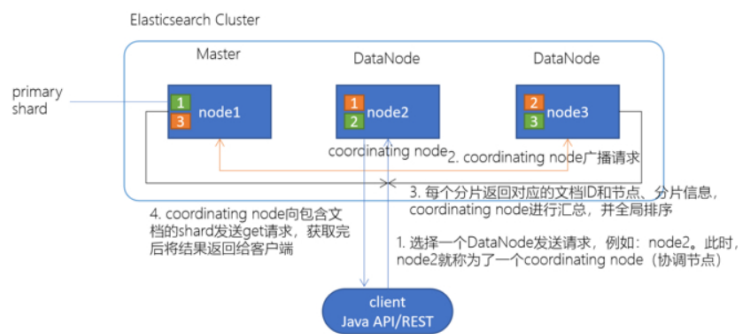 Elasticsearch Cluster
Master
DataNode
DataNode
primary
shard
1
3
node1
1
2
node2
2
3
node3
coordinating node
2. coordinating node广播请求
3. 每个分片返回对应的文档ID和节点、分片信息，
coordinating node进行汇总，并全局排序
4. coordinating node向包含文
档的shard发送get请求，获取完
后将结果返回给客户端
1. 选择一个DataNode发送请求，例如：node2。此时，
node2就称为了一个coordinating node（协调节点）
client
Java API/REST